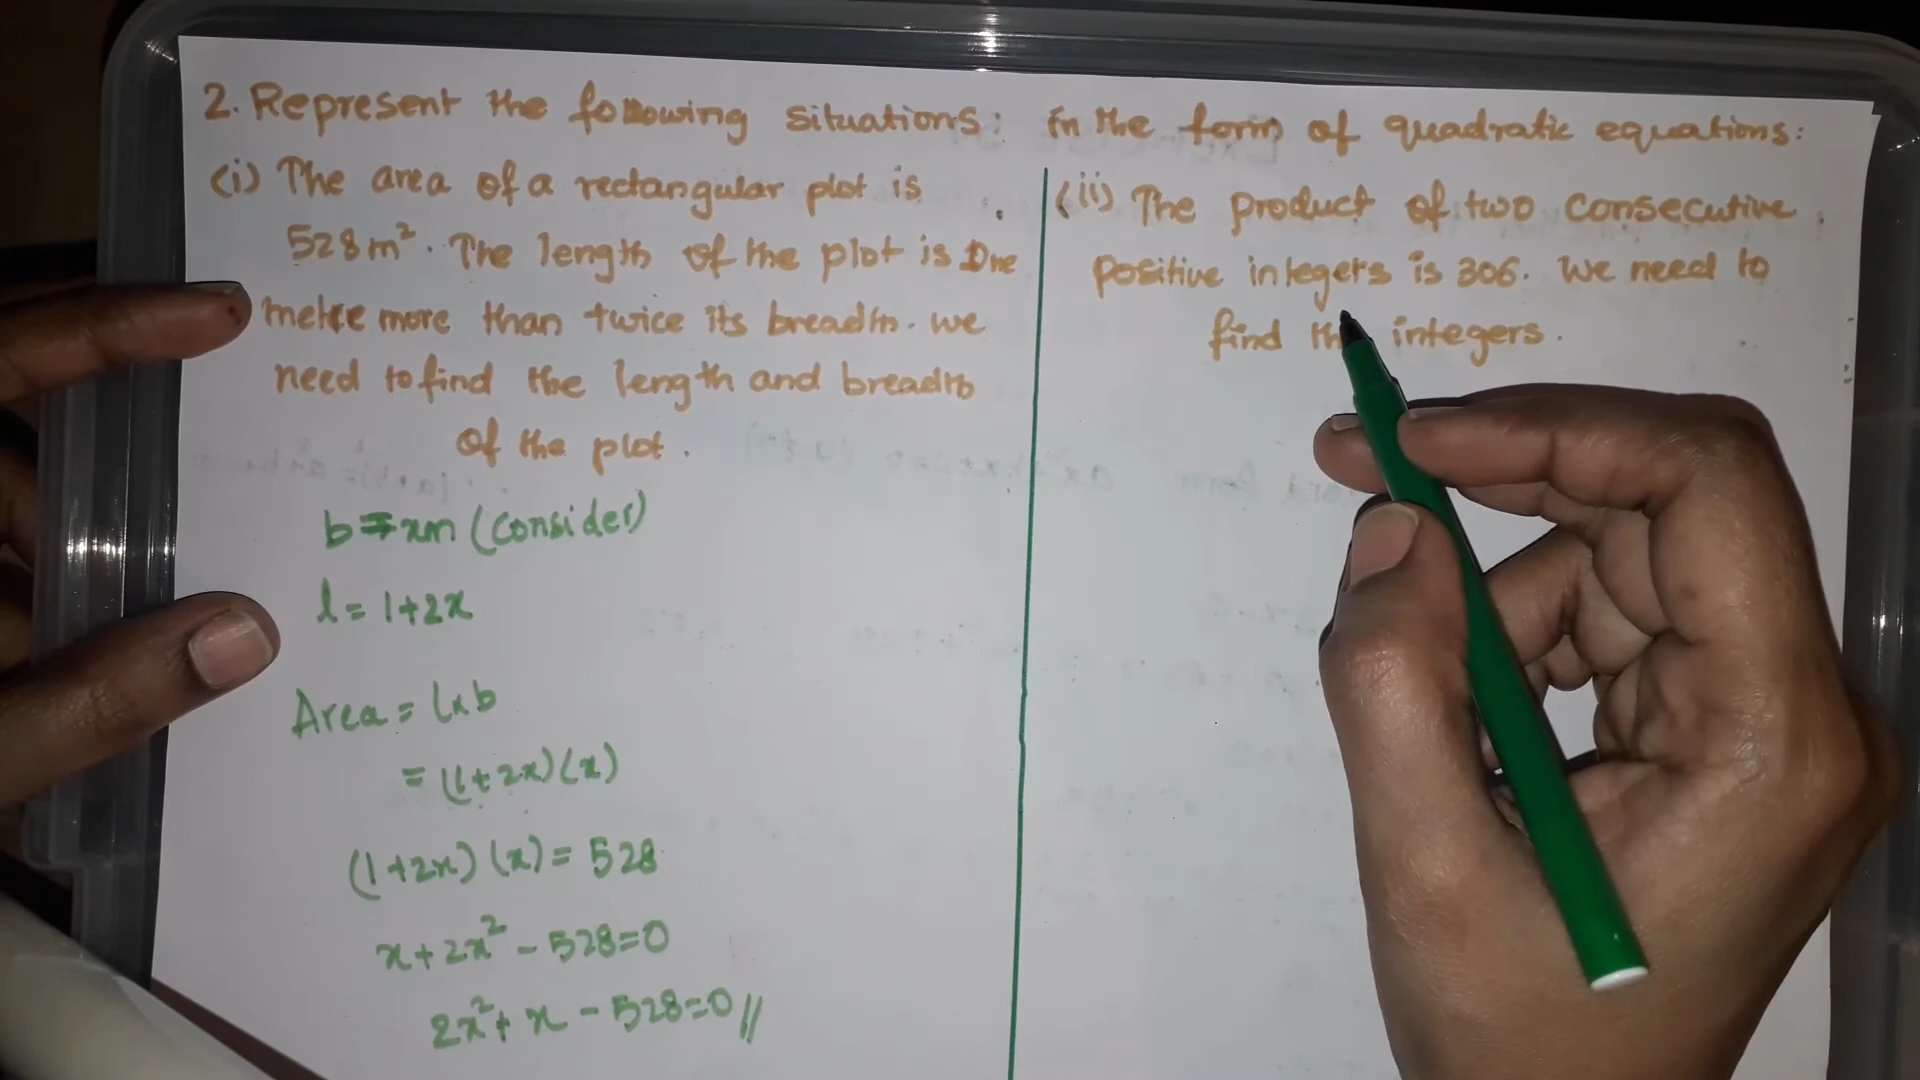 2. Represent the following situations: in the form of quadratic equations:
(i) The area of a rectangular plot is
528m². The length of the plot is One
metre more than twice its breadth. we
need to find the length and breadth
of the plot.
b = xm (Consider)
l = 1+2x
Area = l x b
= (1+2x)(x)
(1+2x)(x) = 528
x+2x² - 528=0
2x²+ x - 528=0//
(ii) The product of two consecutive
positive integers is 306. We need to
find the integers.